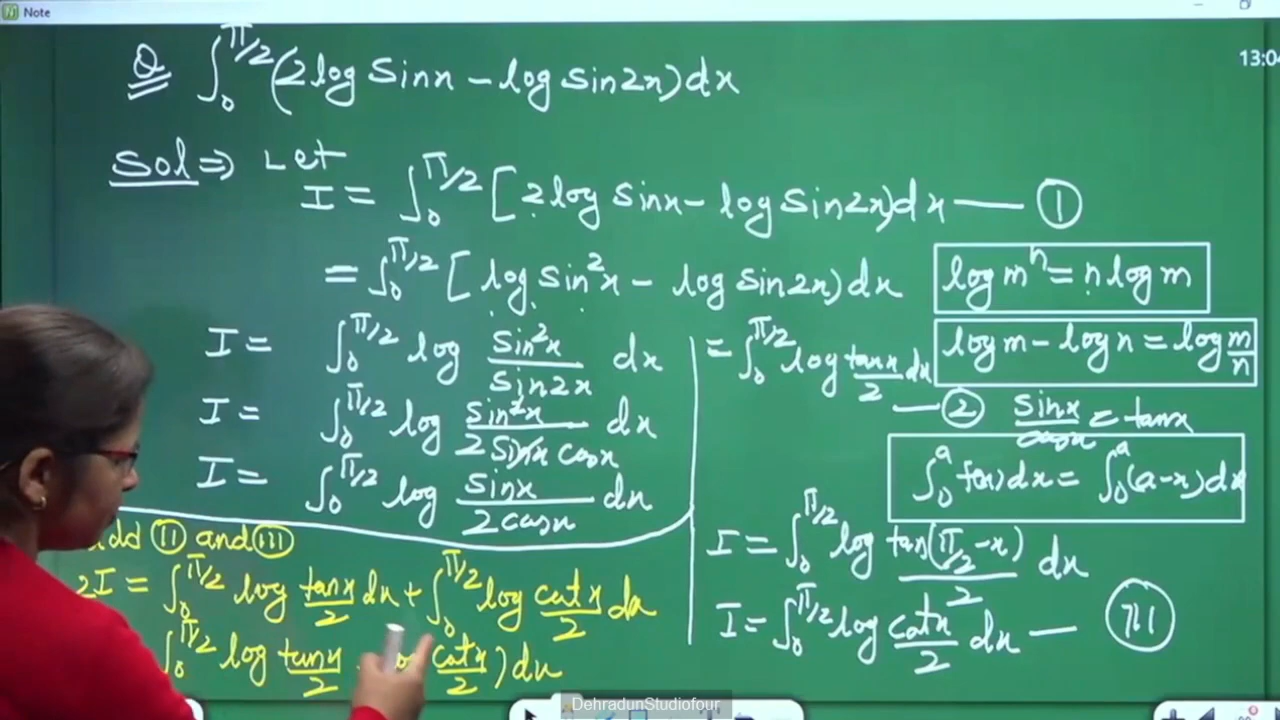 Note
13:04
Q ∫₀^π/2 (2 log sinx - log sin2x) dx
Sol ⇒ Let
I = ∫₀^π/2 [2 log sinx - log sin2x) dx — ①
= ∫₀^π/2 [log sin²x - log sin2x) dx
I = ∫₀^π/2 log sin²x/sin2x dx
I = ∫₀^π/2 log sin²x/2 sinx cosx dx
I = ∫₀^π/2 log sinx/2cosx dx
log mⁿ = n log m
log m - log n = log m/n
= ∫₀^π/2 log tanx/2 dx
— ② sinx/cosx = tanx
∫₀^a f(x) dx = ∫₀^a (a-x) dx
I = ∫₀^π/2 log tan(π/2 - x)/2 dx
I = ∫₀^π/2 log cotx/2 dx — III
add II and III
2I = ∫₀^π/2 log tanx/2 dx + ∫₀^π/2 log cotx/2 dx
∫₀^π/2 log tanx/2 cotx/2) dx
DehradunStudiofour